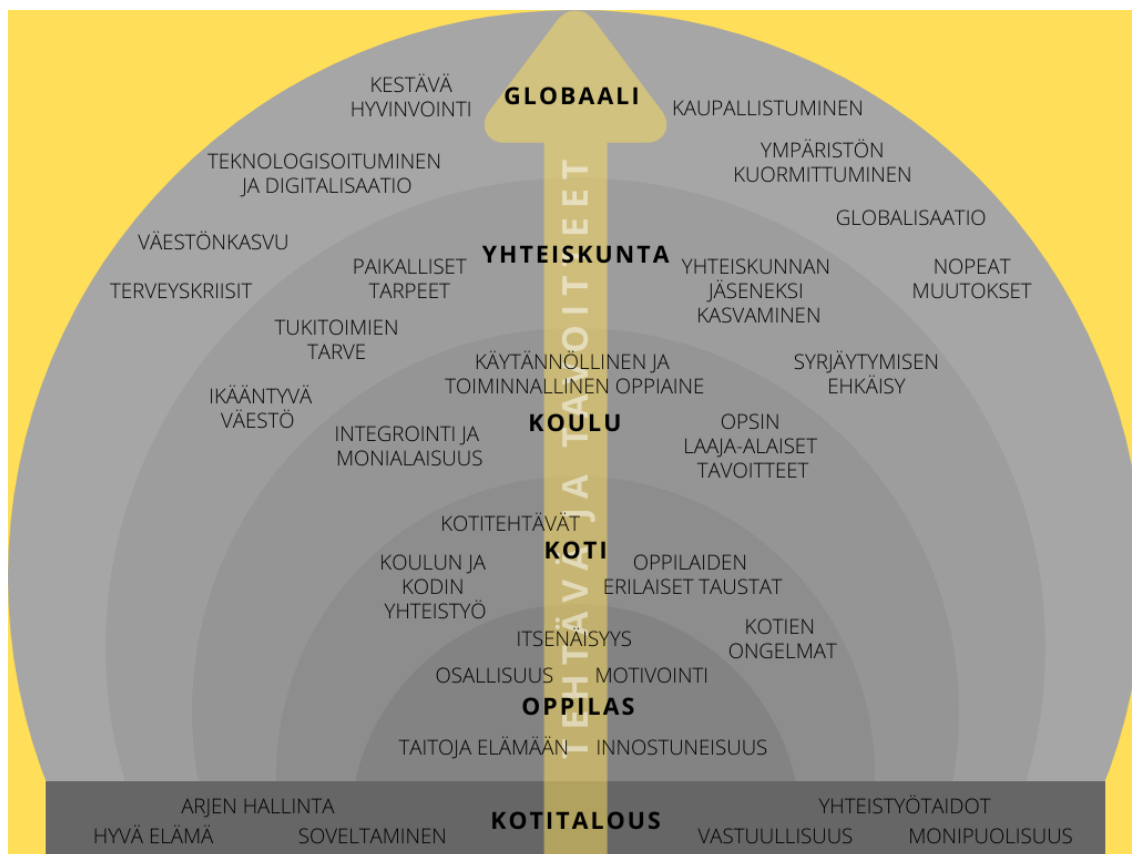 KESTÄVÄ
HYVINVOINTI
GLOBAALI
KAUPALLISTUMINEN
TEKNOLOGISOITUMINEN
JA DIGITALISAATIO
YMPÄRISTÖN
KUORMITTUMINEN
GLOBALISAATIO
VÄESTÖNKASVU
TERVEYSKRIISIT
NOPEAT
MUUTOKSET
YHTEISKUNTA
PAIKALLISET
TARPEET
YHTEISKUNNAN
JÄSENEKSI
KASVAMINEN
TUKITOIMIEN
TARVE
IKÄÄNTYVÄ
VÄESTÖ
SYRJÄYTYMISEN
EHKÄISY
KÄYTÄNNÖLLINEN JA
TOIMINNALLINEN OPPIAINE
KOULU
INTEGROINTI JA
MONIALAISUUS
OPSIN
LAAJA-ALAISET
TAVOITTEET
KOTITEHTÄVÄT
KOTI
KOULUN JA
KODIN
YHTEISTYÖ
OPPILAIDEN
ERILAISET TAUSTAT
KOTIEN
ONGELMAT
ITSENÄISYYS
OSALLISUUS
MOTIVOINTI
OPPILAS
TAITOJA ELÄMÄÄN
INNOSTUNEISUUS
TEHTÄVÄ JA TAVOITTEET
ARJEN HALLINTA
HYVÄ ELÄMÄ
SOVELTAMINEN
KOTITALOUS
YHTEISTYÖTAIDOT
VASTUULLISUUS
MONIPUOLISUUS